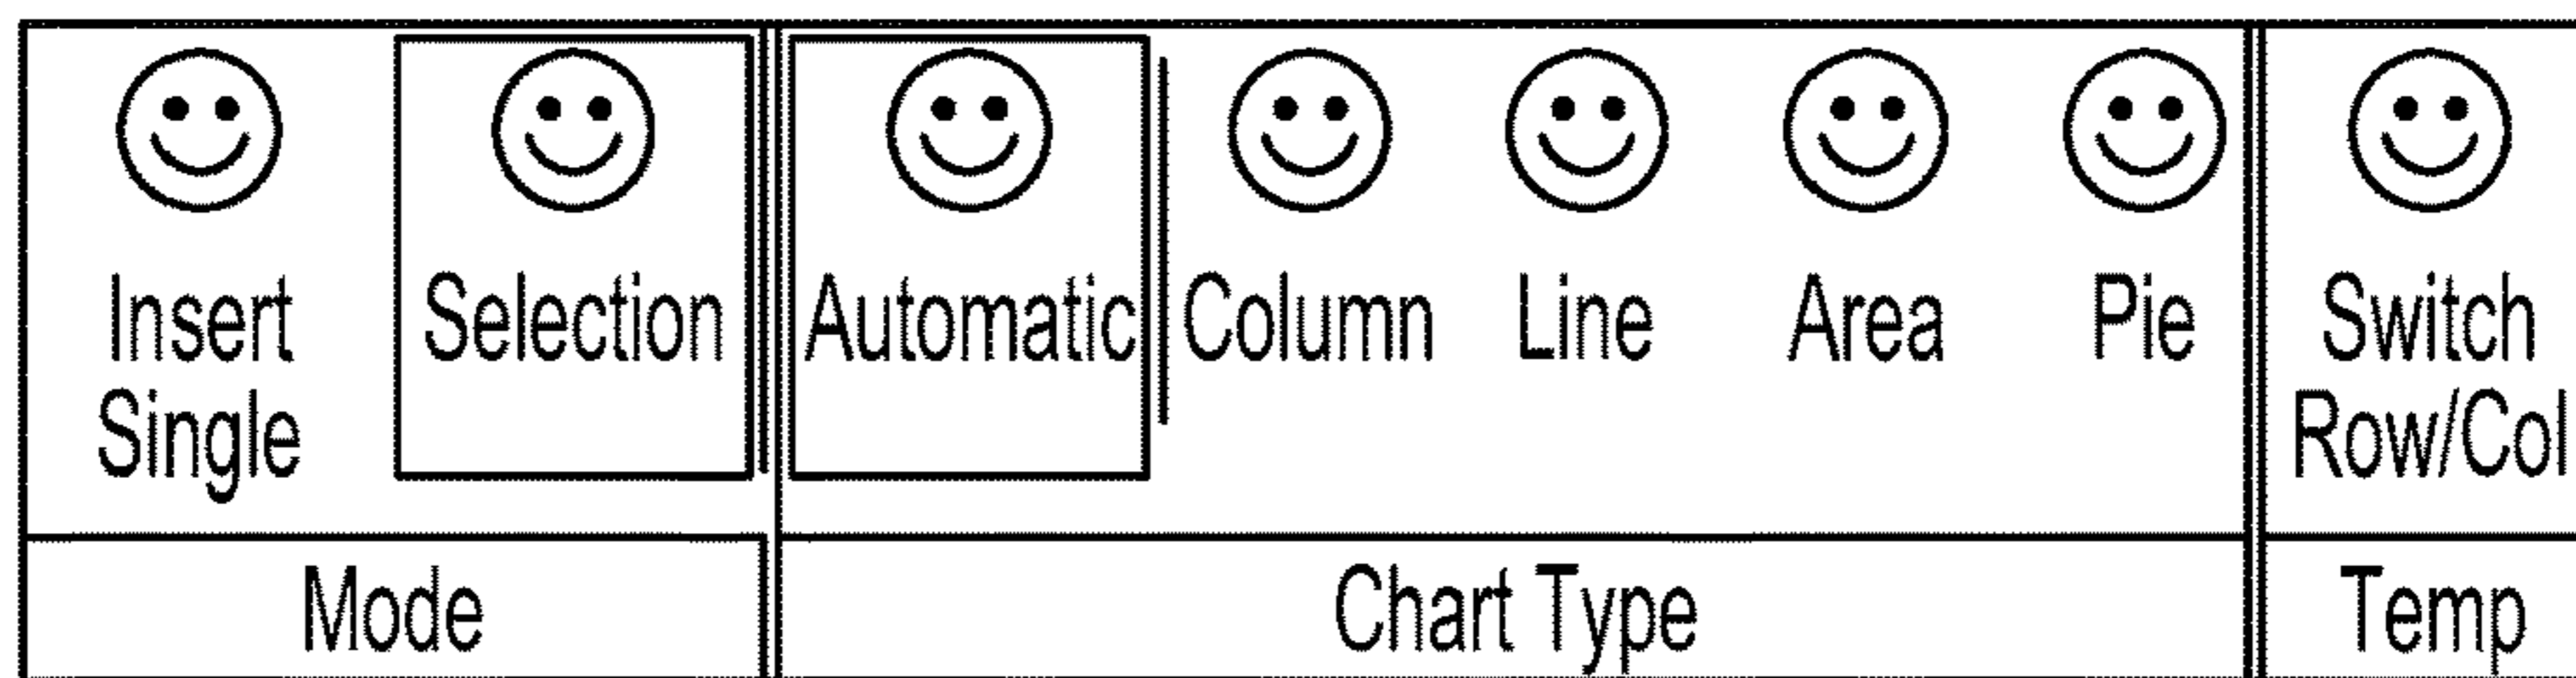 Insert
Single
Selection
Automatic
Column
Line
Area
Pie
Switch
Row/Col
Mode
Chart Type
Temp